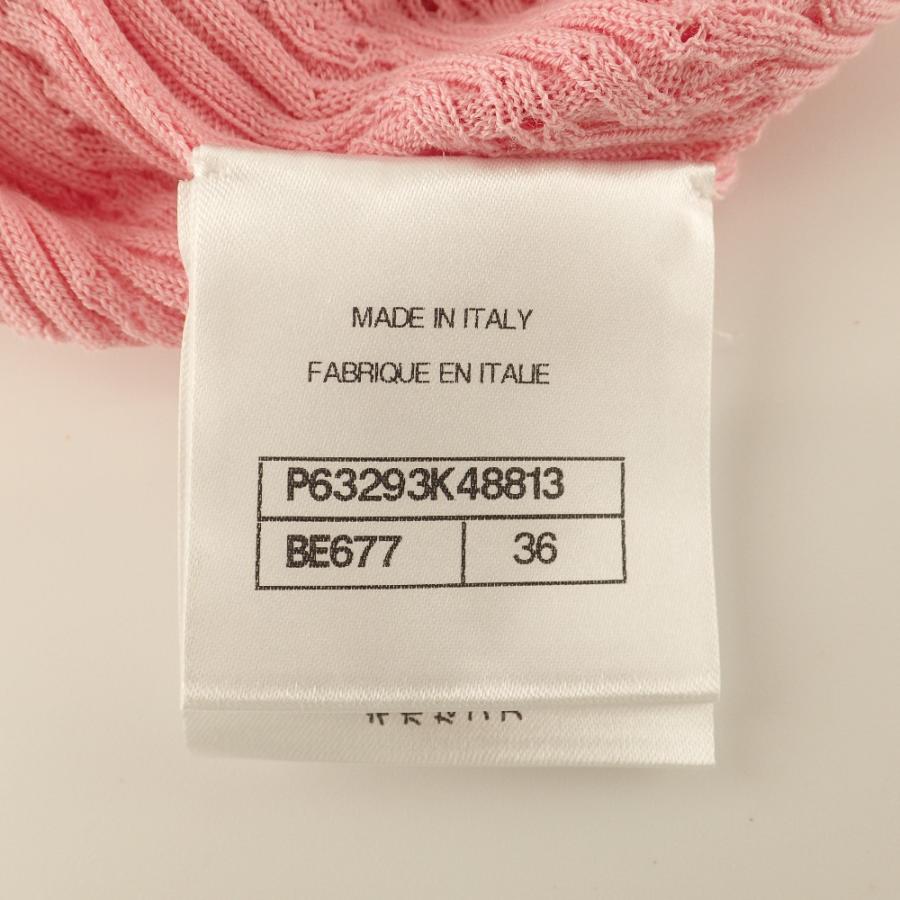 MADE IN ITALY
FABRIQUE EN ITALIE
P63293K48813
BE677 36